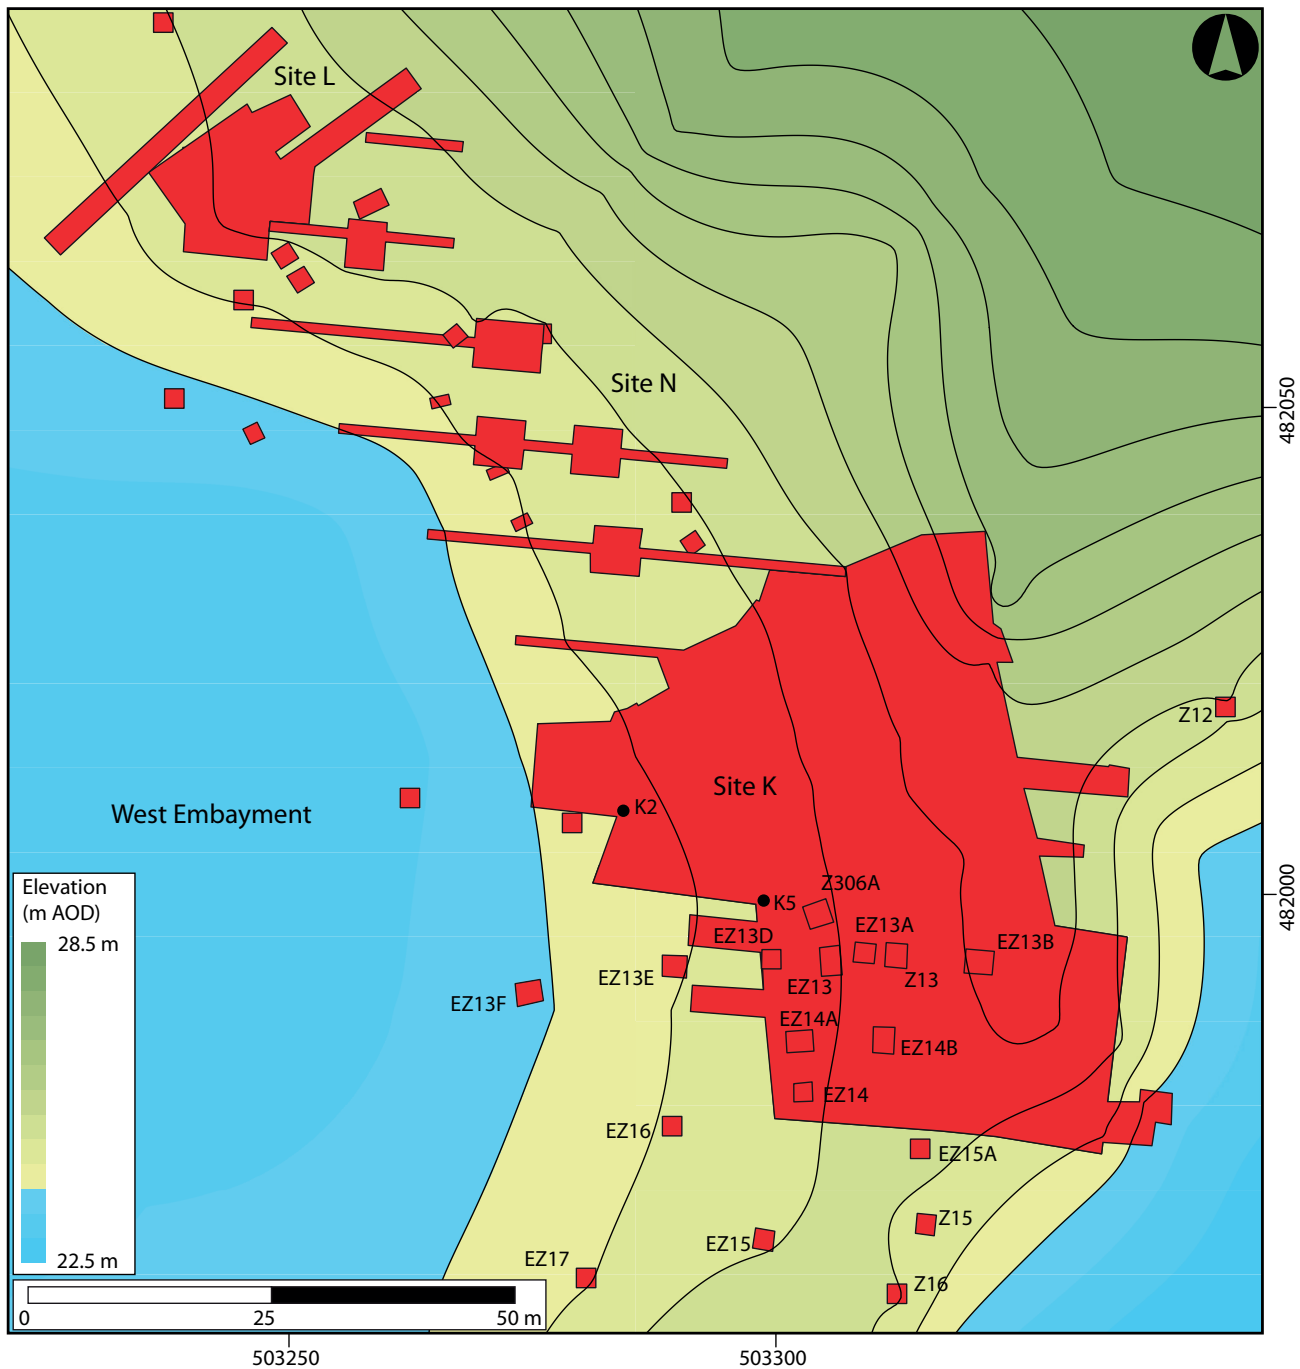 Site L
Site N
482050
Z12
Site K
K2
West Embayment
Elevation
(m AOD)
28.5 m
22.5 m
Z306A
K5
482000
EZ13A
EZ13D
EZ13B
EZ13E
EZ13
Z13
EZ13F
EZ14A
EZ14B
EZ14
EZ16
EZ15A
Z15
EZ15
EZ17
Z16
0 25 50 m
503250 503300